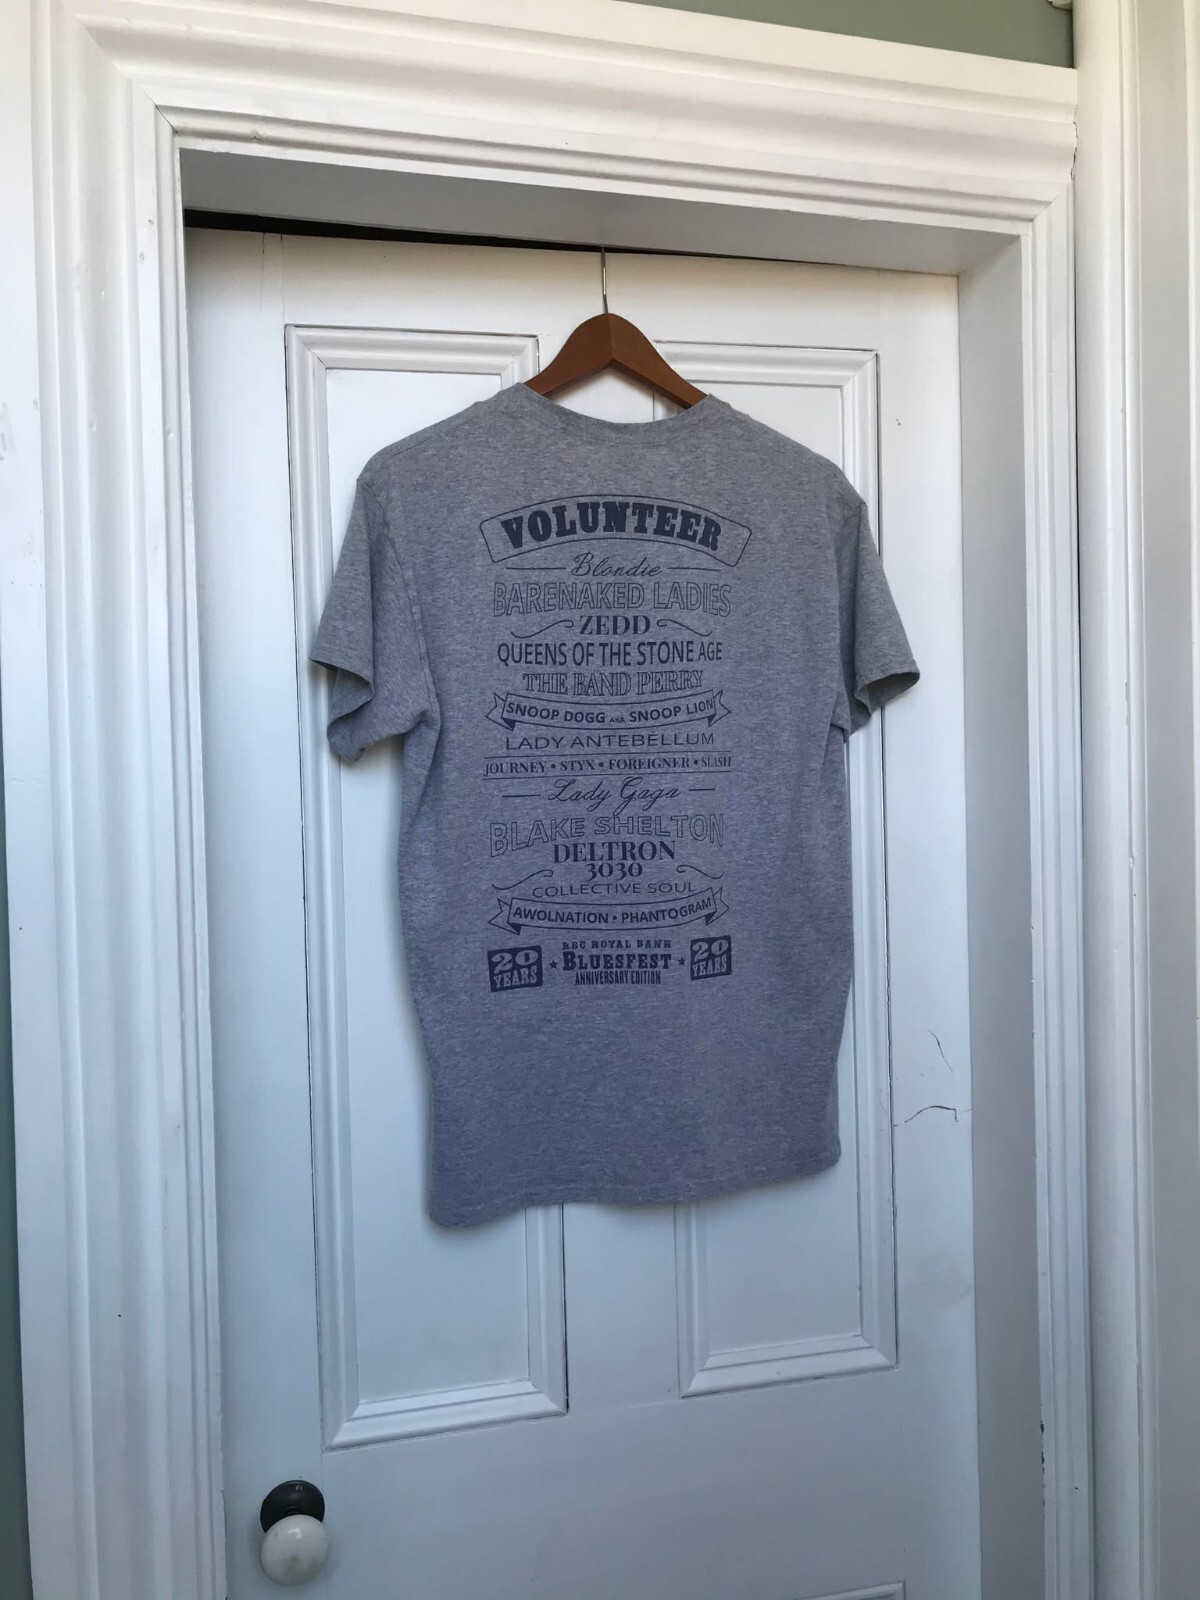 VOLUNTEER
Blondie
BARENAKED LADIES
ZEDD
QUEENS OF THE STONE AGE
THE BAND PERRY
SNOOP DOGG AKA SNOOP LION
LADY ANTEBELLUM
JOURNEY • STYX • FOREIGNER • SLASH
Lady Gaga
BLAKE SHELTON
DELTRON
3030
COLLECTIVE SOUL
AWOLNATION • PHANTOGRAM
20 YEARS
RBC ROYAL BANK
★ BLUESFEST ★
ANNIVERSARY EDITION
20 YEARS